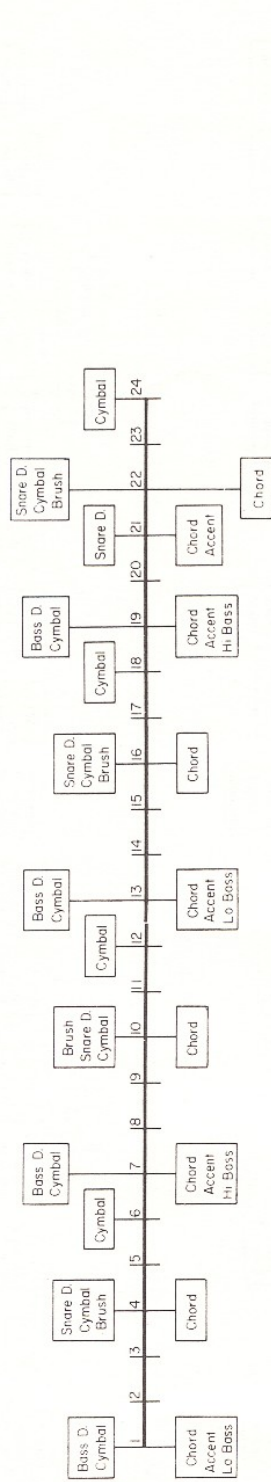 Bass D.
Cymbal
Snare D.
Cymbal
Brush
Cymbal
Bass D.
Cymbal
Brush
Snare D.
Cymbal
Cymbal
Bass D.
Cymbal
Snare D.
Cymbal
Brush
Cymbal
Bass D.
Cymbal
Snare D.
Snare D.
Cymbal
Brush
Cymbal
1 2 3 4 5 6 7 8 9 10 11 12 13 14 15 16 17 18 19 20 21 22 23 24
Chord
Accent
Lo Bass
Chord
Chord
Accent
Hi Bass
Chord
Chord
Accent
Lo Bass
Chord
Chord
Accent
Hi Bass
Chord
Accent
Chord